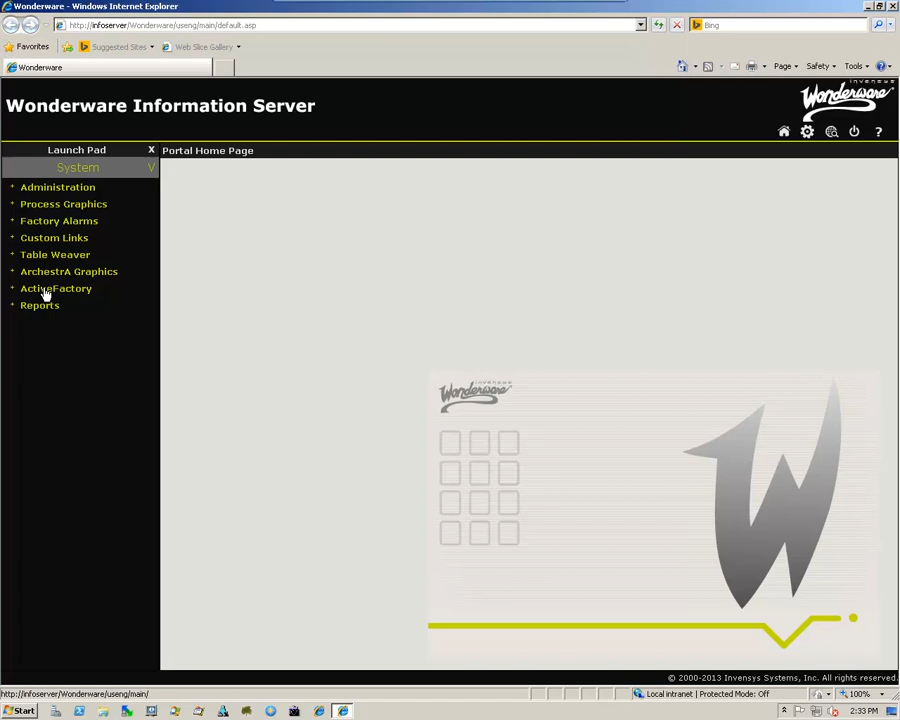 Wonderware - Windows Internet Explorer
http://infoserver/Wonderware/useng/main/default.asp
Bing
Favorites
Suggested Sites
Web Slice Gallery
Wonderware
Page
Safety
Tools
Wonderware Information Server
invensys
Wonderware
Launch Pad X
Portal Home Page
System V
+ Administration
+ Process Graphics
+ Factory Alarms
+ Custom Links
+ Table Weaver
+ ArchestrA Graphics
+ ActiveFactory
+ Reports
invensys
Wonderware
© 2000-2013 Invensys Systems, Inc. All rights reserved.
http://infoserver/Wonderware/useng/main/
Local intranet | Protected Mode: Off
100%
Start
2:33 PM